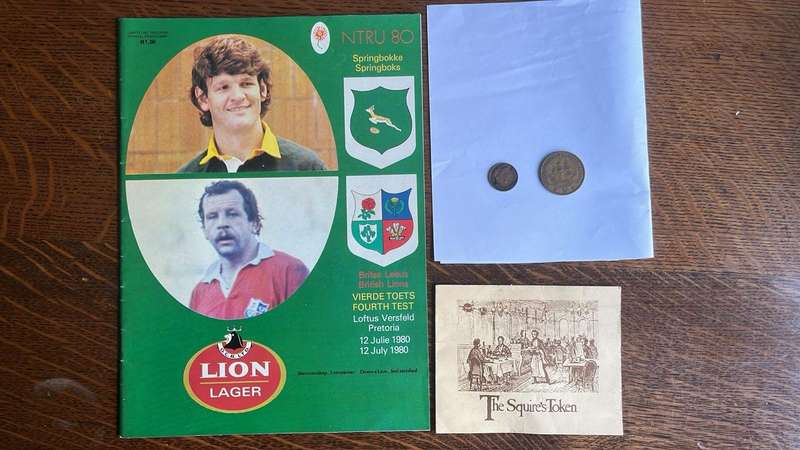 R1,00
NTRU 80
Springbokke
Springboks
Britse Leeus
British Lions
VIERDE TOETS
FOURTH TEST
Loftus Versfeld
Pretoria
12 Julie 1980
12 July 1980
LION
LAGER
The Squire's Token